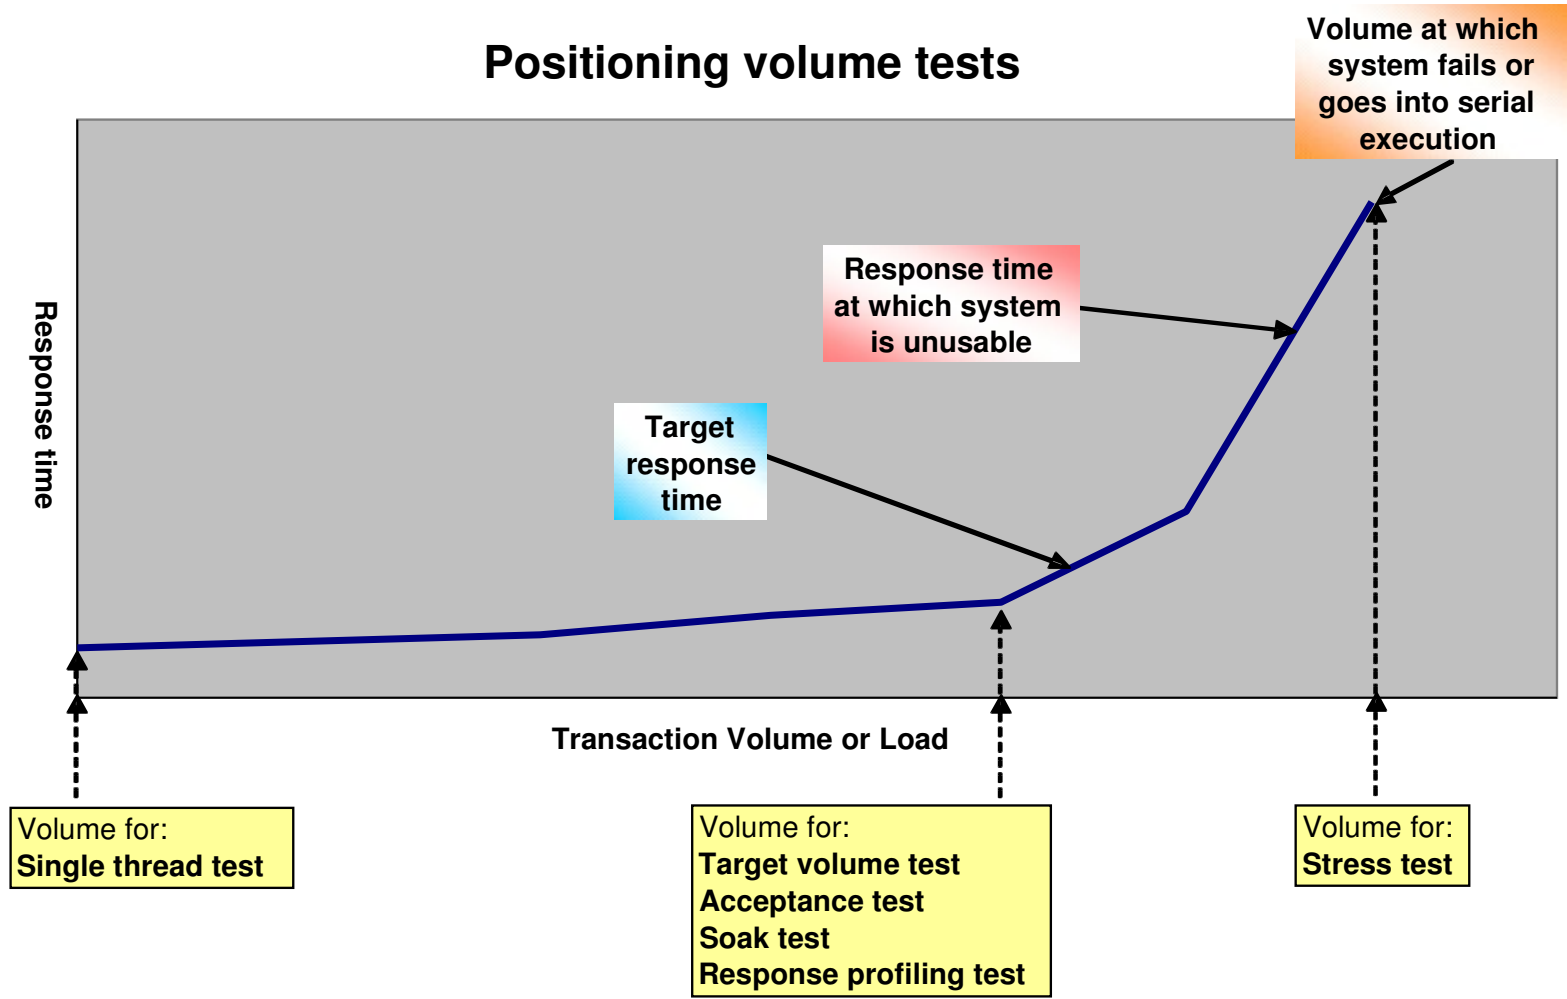 Positioning volume tests
Volume at which
system fails or
goes into serial
execution
Response time
at which system
is unusable
Target
response
time
Response time
Transaction Volume or Load
Volume for:
Single thread test
Volume for:
Target volume test
Acceptance test
Soak test
Response profiling test
Volume for:
Stress test